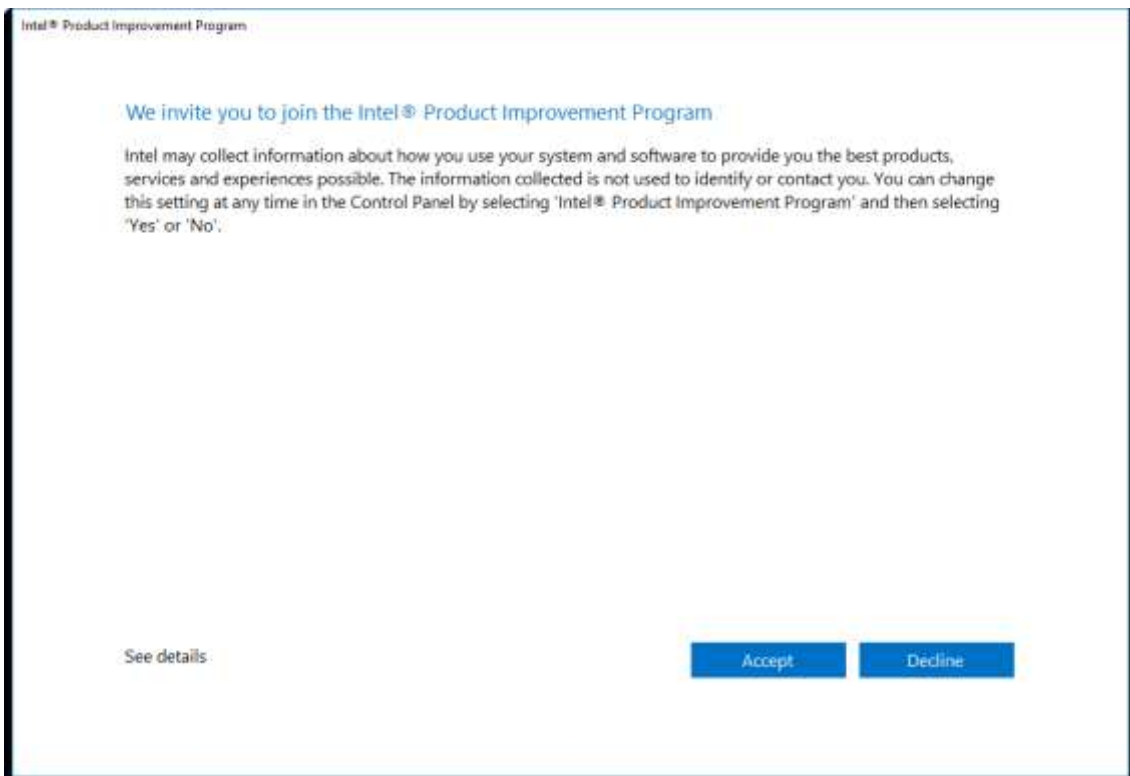 Intel® Product Improvement Program
We invite you to join the Intel® Product Improvement Program
Intel may collect information about how you use your system and software to provide you the best products,
services and experiences possible. The information collected is not used to identify or contact you. You can change
this setting at any time in the Control Panel by selecting 'Intel® Product Improvement Program' and then selecting
'Yes' or 'No'.
See details
Accept
Decline